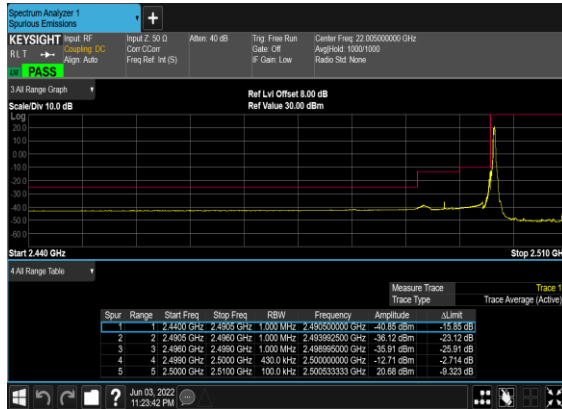 Spectrum Analyzer 1
Spurious Emissions
+
KEYSIGHT Input: RF Input Z: 50 Ω Atten: 40 dB Trig: Free Run Center Freq: 22.005000000 GHz
RLT Coupling: DC Corr CCorr Gate: Off Avg|Hold: 1000/1000
Align: Auto Freq Ref: Int (S) IF Gain: Low Radio Std: None
PASS
3 All Range Graph Ref Lvl Offset 8.00 dB
Scale/Div 10.0 dB Ref Value 30.00 dBm
Log
20.0
10.0
0.00
-10.0
-20.0
-30.0
-40.0
-50.0
-60.0
Start 2.440 GHz Stop 2.510 GH
4 All Range Table
Measure Trace Trace 1
Trace Type Trace Average (Active)
Spur Range Start Freq Stop Freq RBW Frequency Amplitude ΔLimit
1 1 2.4400 GHz 2.4905 GHz 1.000 MHz 2.490500000 GHz -40.85 dBm -15.85 dB
2 2 2.4905 GHz 2.4960 GHz 1.000 MHz 2.493992500 GHz -36.12 dBm -23.12 dB
3 3 2.4960 GHz 2.4990 GHz 1.000 MHz 2.498995000 GHz -35.91 dBm -25.91 dB
4 4 2.4990 GHz 2.5000 GHz 430.0 kHz 2.500000000 GHz -12.71 dBm -2.714 dB
5 5 2.5000 GHz 2.5100 GHz 100.0 kHz 2.500533333 GHz 20.68 dBm -9.323 dB
? Jun 03, 2022
11:23:42 PM